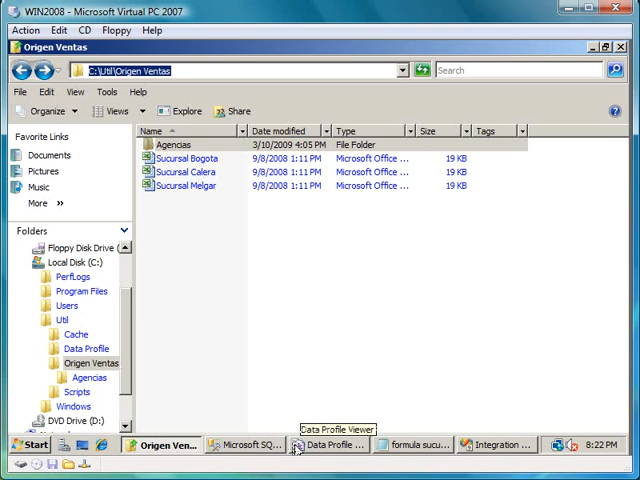 WIN2008 - Microsoft Virtual PC 2007
Action Edit CD Floppy Help
Origen Ventas
C:\Util\Origen Ventas
Search
File Edit View Tools Help
Organize Views Explore Share
Favorite Links
Documents
Pictures
Music
More »
Folders
Floppy Disk Drive (
Local Disk (C:)
PerfLogs
Program Files
Users
Util
Cache
Data Profile
Origen Ventas
Agencias
Scripts
Windows
DVD Drive (D:)
Name Date modified Type Size Tags
Agencias 3/10/2009 4:05 PM File Folder
Sucursal Bogota 9/8/2008 1:11 PM Microsoft Office ... 19 KB
Sucursal Calera 9/8/2008 1:11 PM Microsoft Office ... 19 KB
Sucursal Melgar 9/8/2008 1:11 PM Microsoft Office ... 19 KB
Data Profile Viewer
Start Origen Ven... Microsoft SQ... Data Profile ... formula sucu... Integration ... 8:22 PM